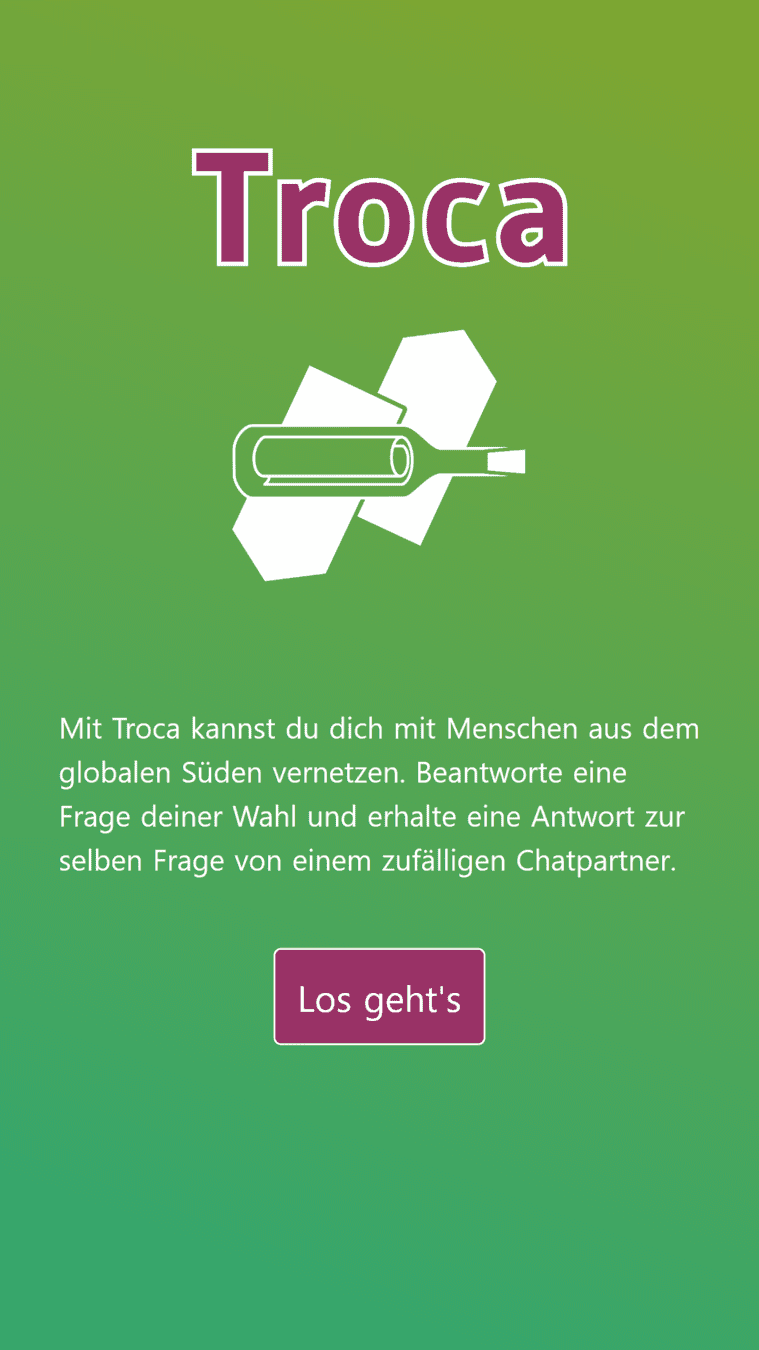 Troca
Mit Troca kannst du dich mit Menschen aus dem
globalen Süden vernetzen. Beantworte eine
Frage deiner Wahl und erhalte eine Antwort zur
selben Frage von einem zufälligen Chatpartner.
Los geht's